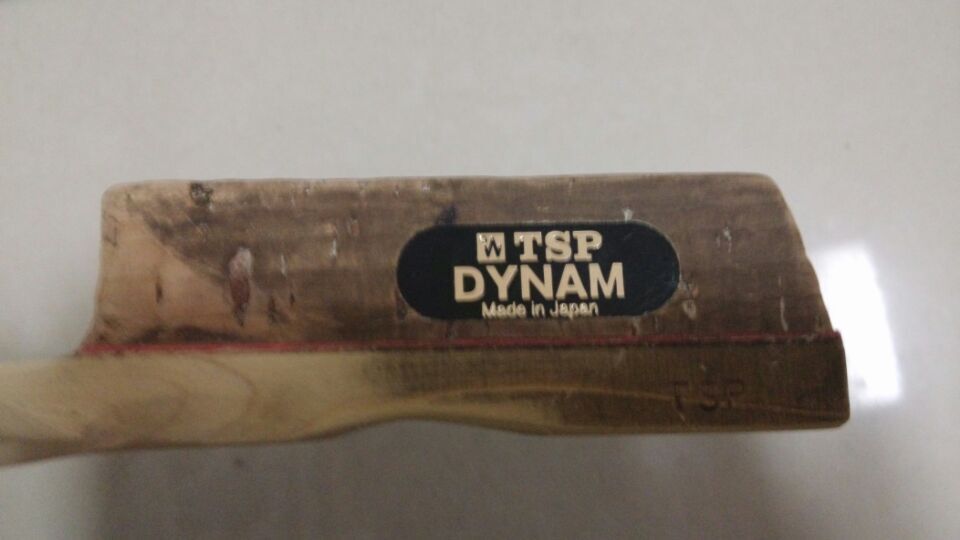 W TSP
DYNAM
Made in Japan
TSP